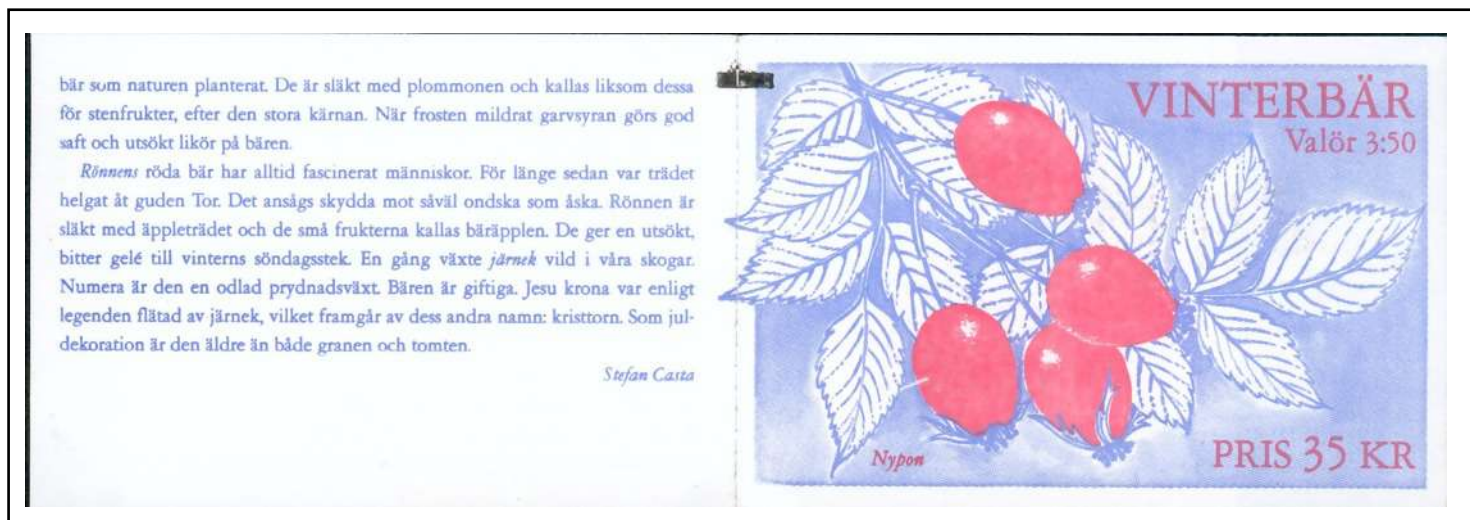 bär som naturen planterat. De är släkt med plommonen och kallas liksom dessa
för stenfrukter, efter den stora kärnan. När frosten mildrat garvsyran görs god
saft och utsökt likör på bären.
Rönnens röda bär har alltid fascinerat människor. För länge sedan var trädet
helgat åt guden Tor. Det ansågs skydda mot såväl ondska som åska. Rönnen är
släkt med äppleträdet och de små frukterna kallas bäräpplen. De ger en utsökt,
bitter gelé till vinterns söndagsstek. En gång växte järnek vild i våra skogar.
Numera är den en odlad prydnadsväxt. Bären är giftiga. Jesu krona var enligt
legenden flätad av järnek, vilket framgår av dess andra namn: kristtorn. Som jul-
dekoration är den äldre än både granen och tomten.
Stefan Casta
VINTERBÄR
Valör 3:50
Nypon
PRIS 35 KR